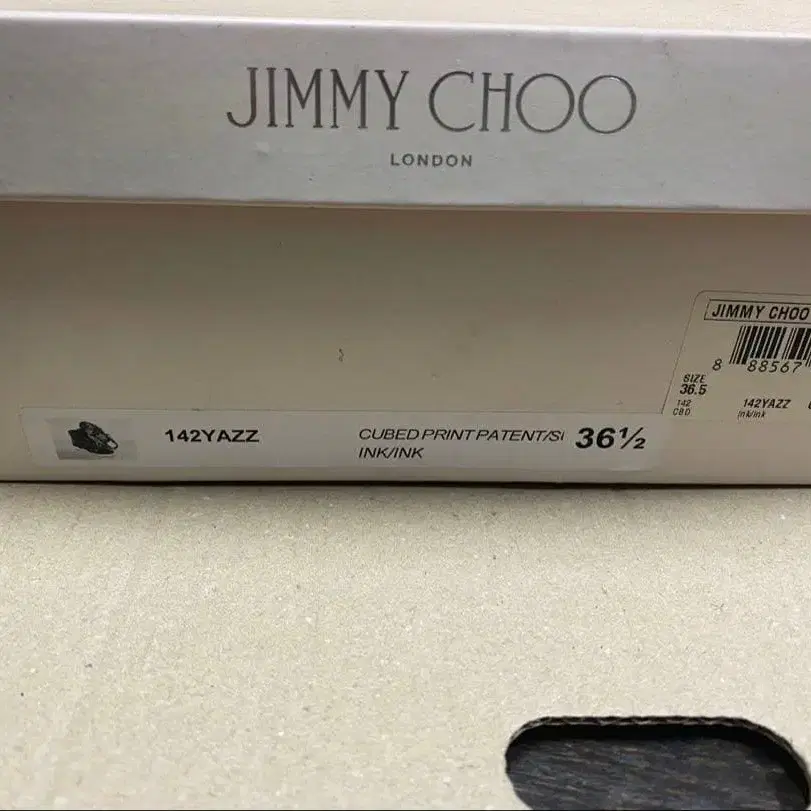 JIMMY CHOO
LONDON
JIMMY CHOO
8 88567
SIZE
36.5
142
CBD
142YAZZ
ink/ink
142YAZZ
CUBED PRINT PATENT/SI
INK/INK
36½